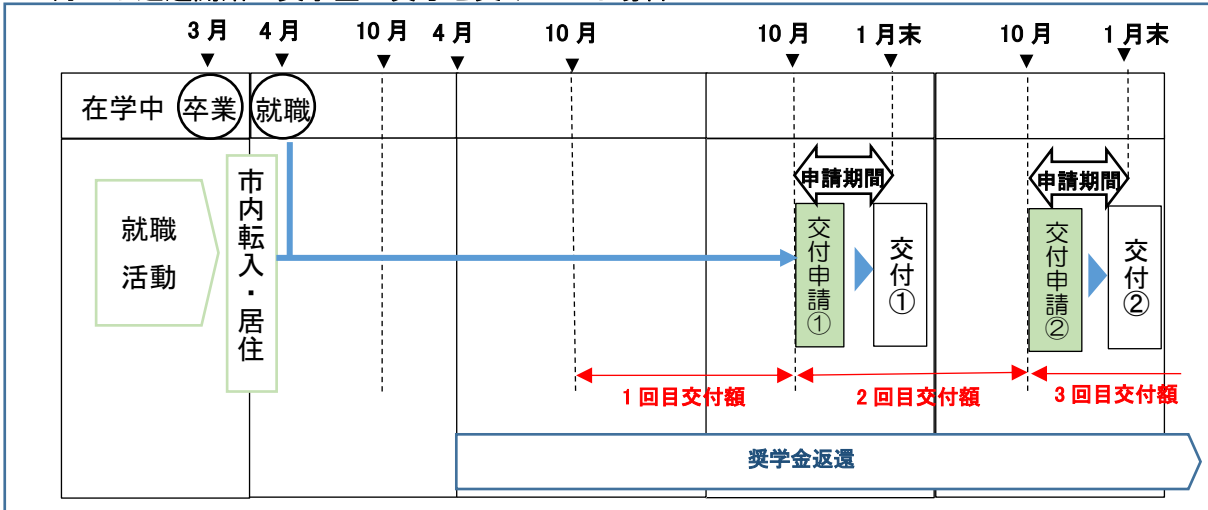 3月 4月 10月 4月 10月 10月 1月末 10月 1月末
在学中 卒業 就職
就職
活動
市内転入・居住
申請期間
交付申請①
交付①
申請期間
交付申請②
交付②
1回目交付額 2回目交付額 3回目交付額
奨学金返還